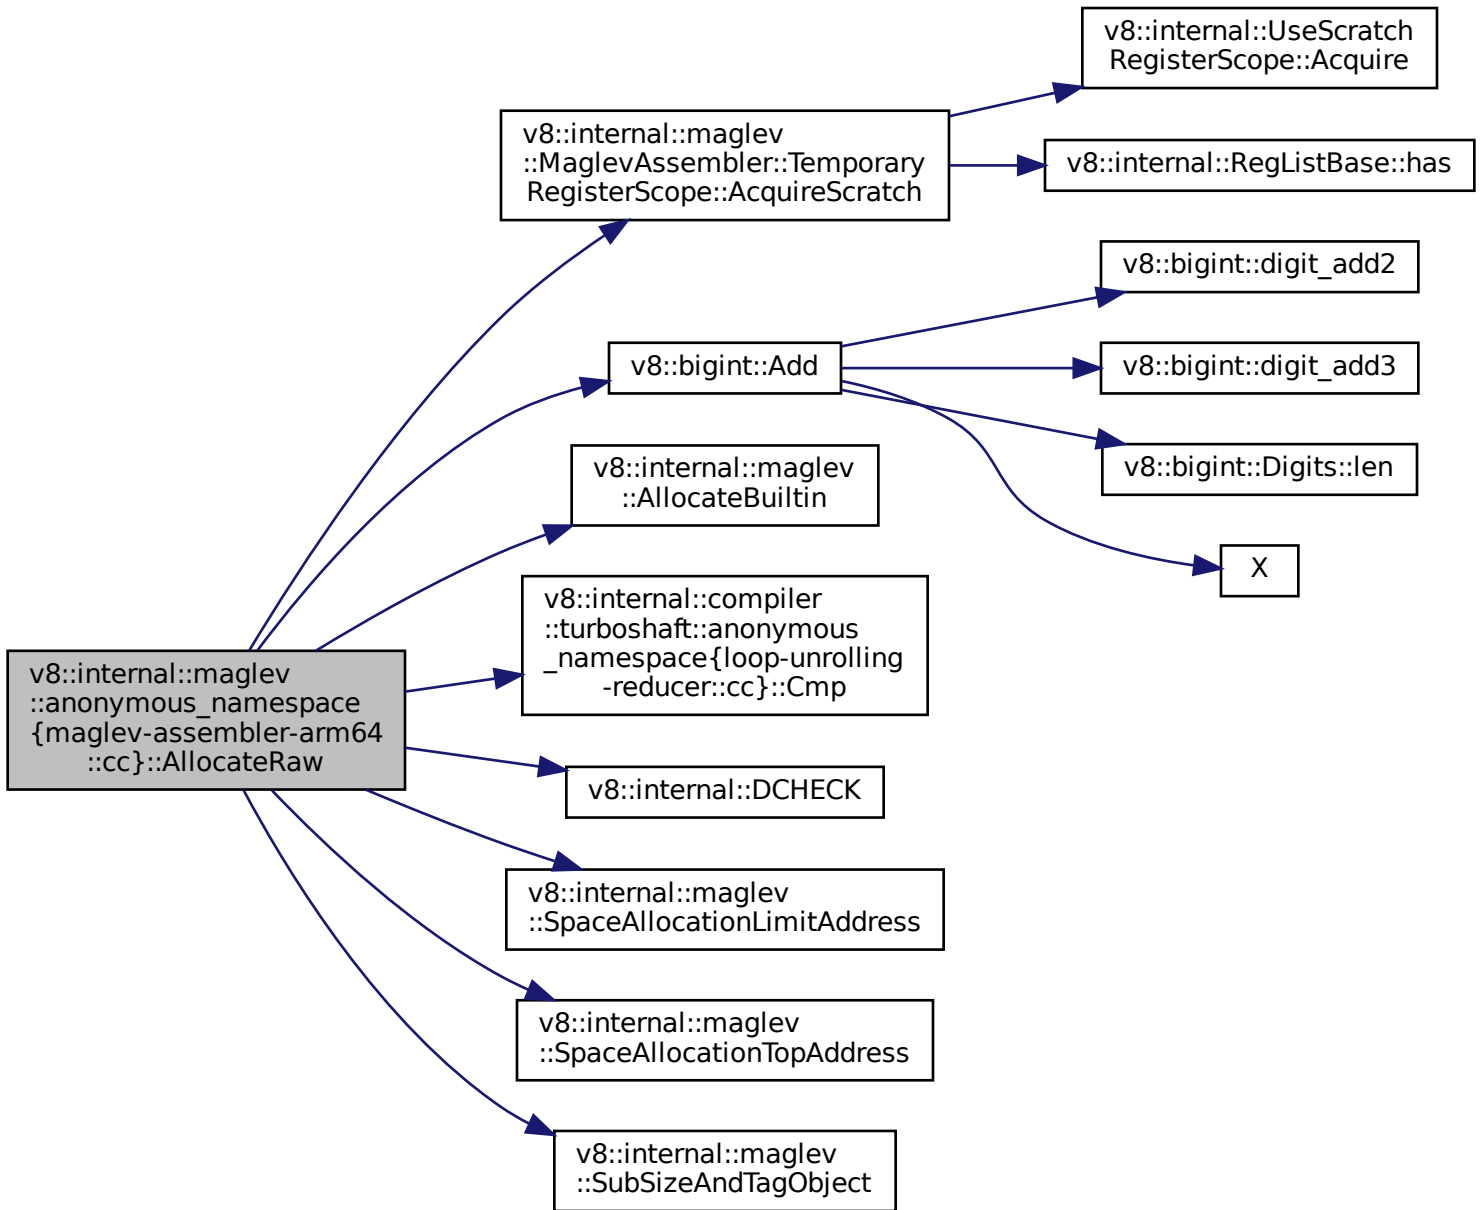 v8::internal::UseScratch
RegisterScope::Acquire
v8::internal::maglev
::MaglevAssembler::Temporary
RegisterScope::AcquireScratch
v8::internal::RegListBase::has
v8::bigint::digit_add2
v8::bigint::Add
v8::bigint::digit_add3
v8::bigint::Digits::len
v8::internal::maglev
::AllocateBuiltin
X
v8::internal::compiler
::turboshaft::anonymous
_namespace{loop-unrolling
-reducer::cc}::Cmp
v8::internal::maglev
::anonymous_namespace
{maglev-assembler-arm64
::cc}::AllocateRaw
v8::internal::DCHECK
v8::internal::maglev
::SpaceAllocationLimitAddress
v8::internal::maglev
::SpaceAllocationTopAddress
v8::internal::maglev
::SubSizeAndTagObject